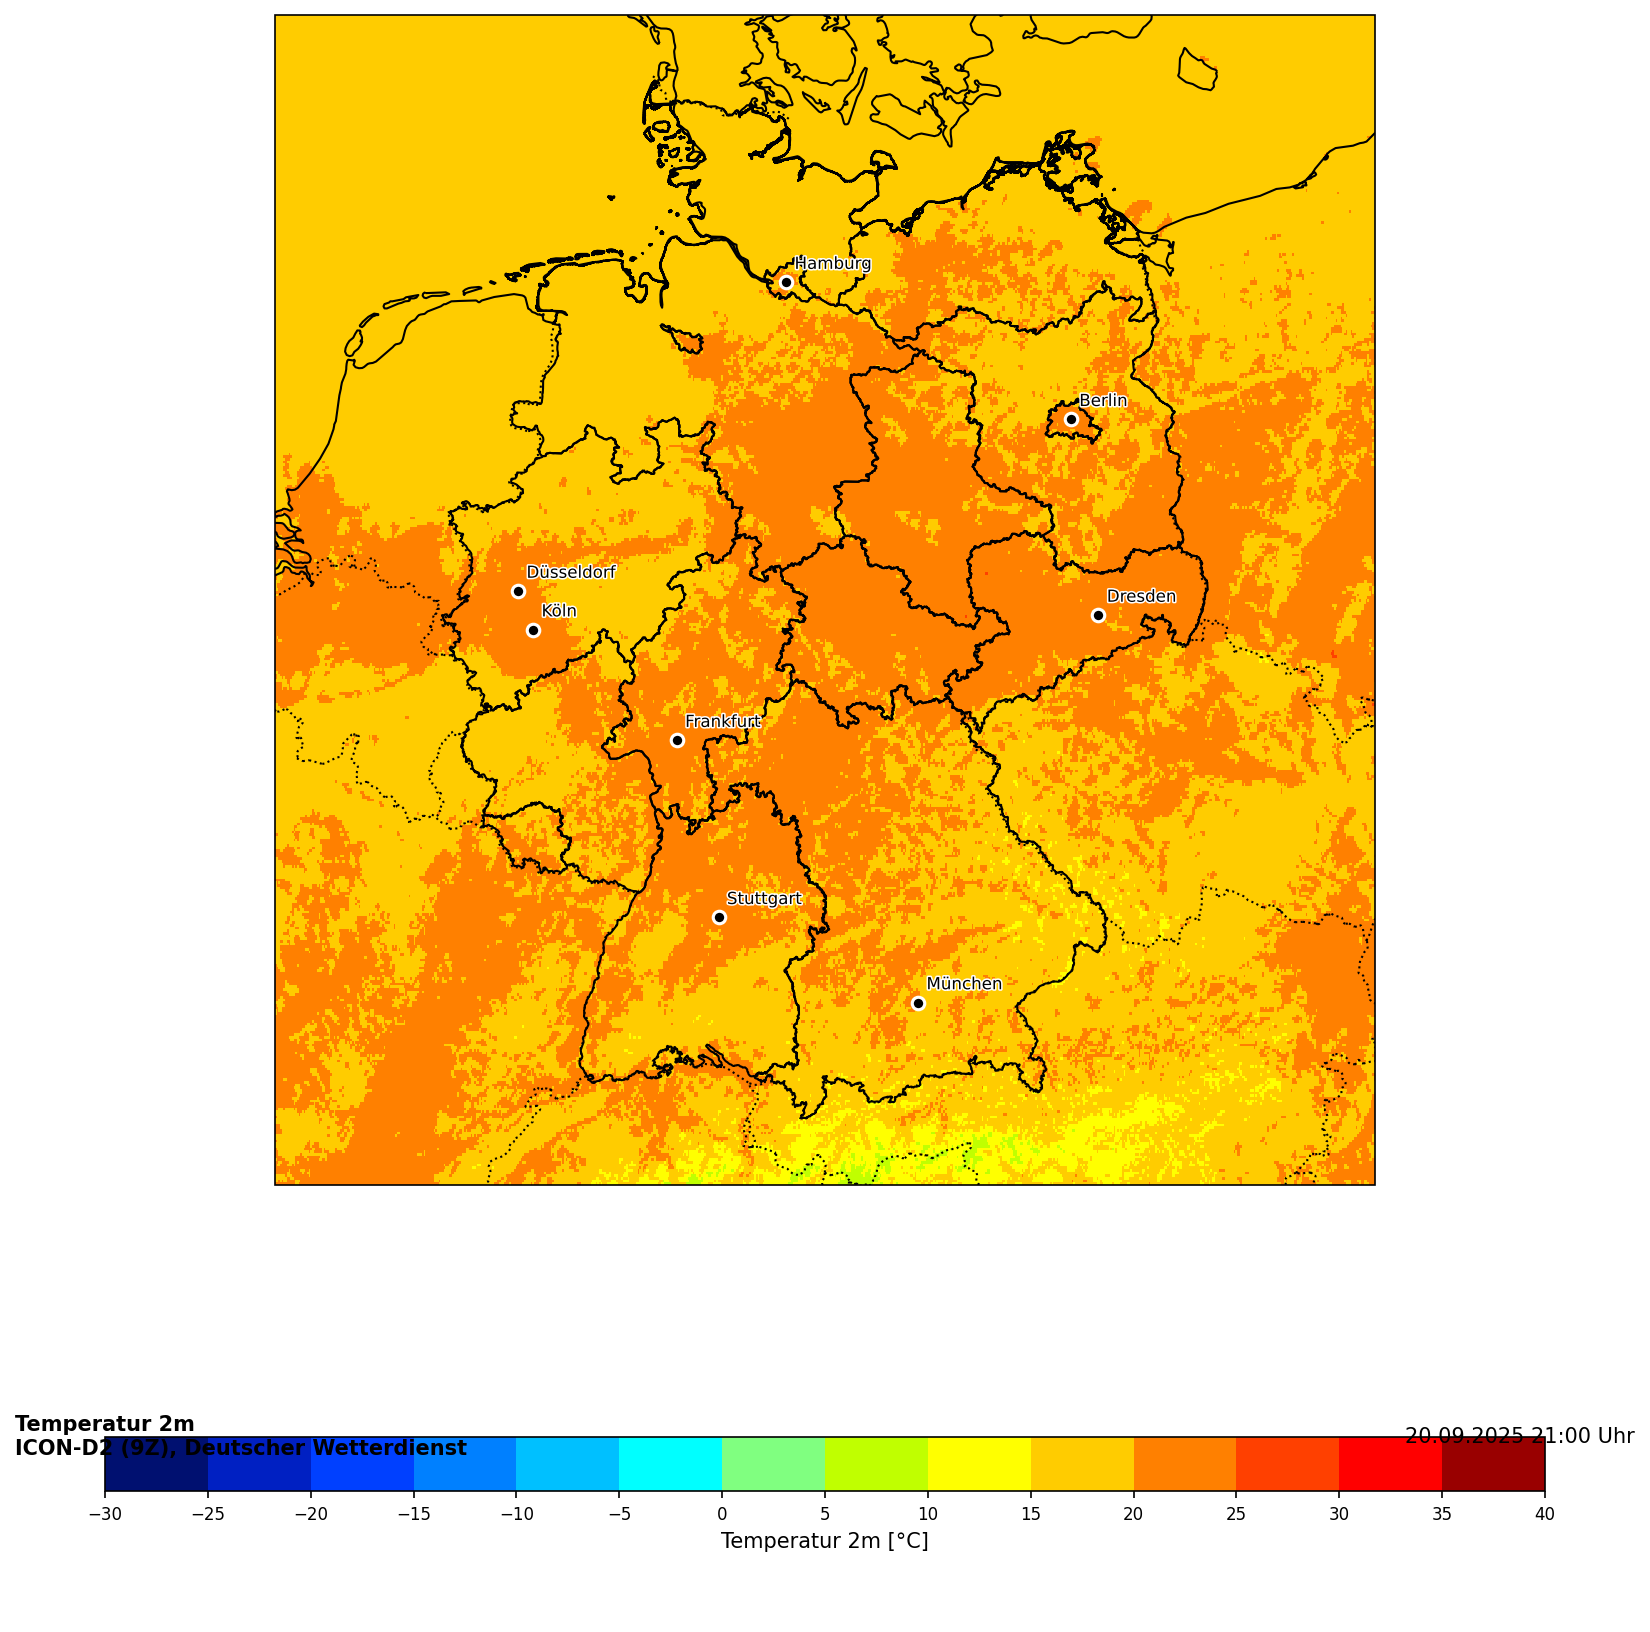 Hamburg
Berlin
Düsseldorf
Köln
Dresden
Frankfurt
Stuttgart
München
Temperatur 2m
ICON-D2 (9Z), Deutscher Wetterdienst
20.09.2025 21:00 Uhr
−30 −25 −20 −15 −10 −5 0 5 10 15 20 25 30 35 40
Temperatur 2m [°C]